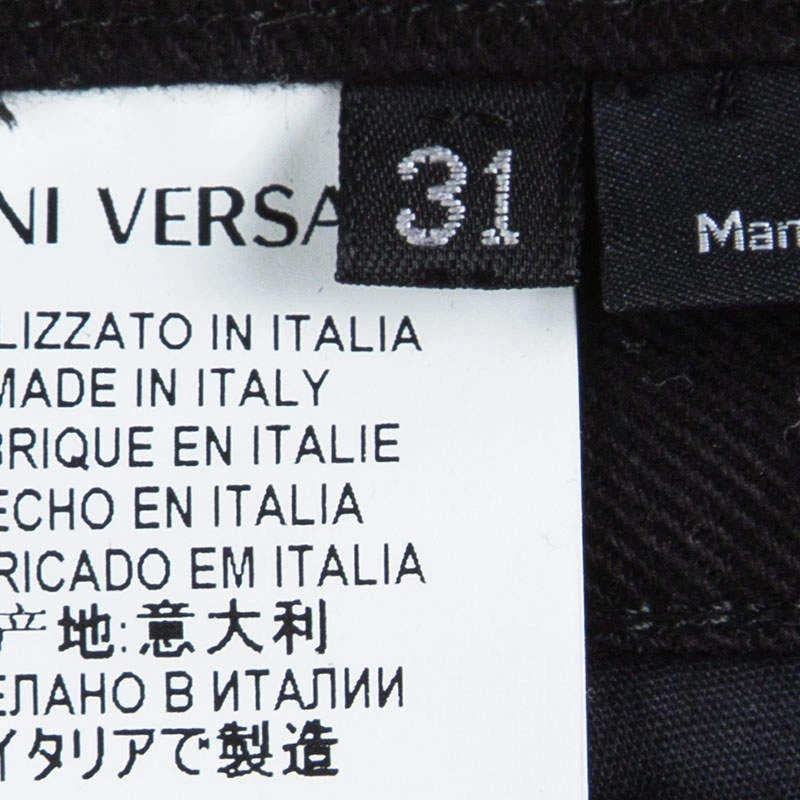 NI VERSA
31
Man
LIZZATO IN ITALIA
MADE IN ITALY
BRIQUE EN ITALIE
ECHO EN ITALIA
RICADO EM ITALIA
产地:意大利
ЕЛАНО В ИТАЛИИ
イタリアで製造